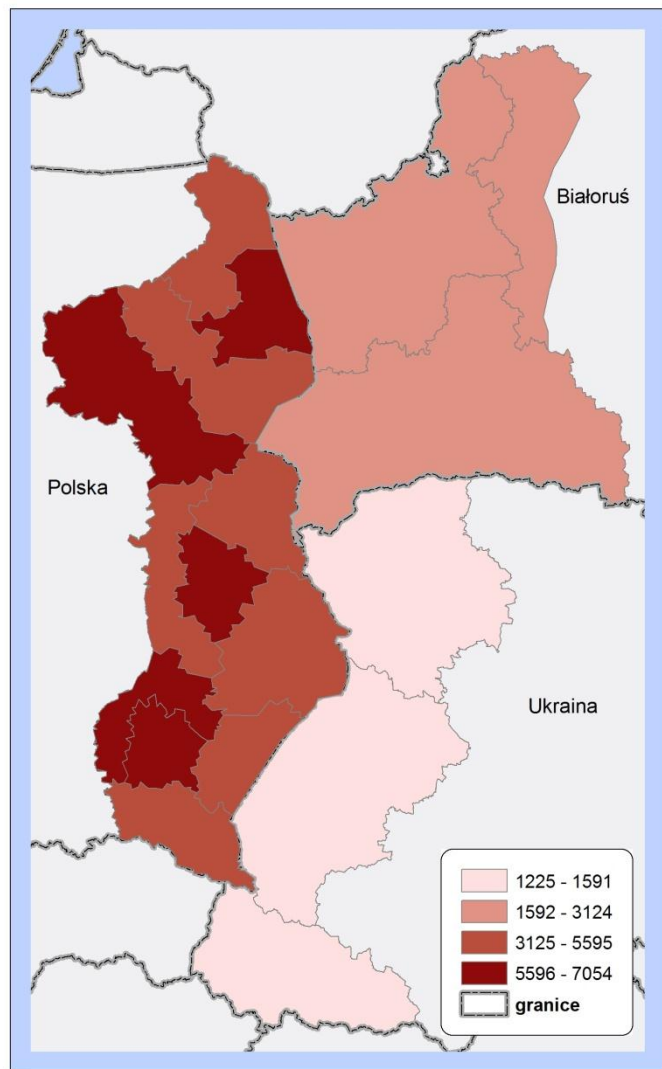 Białoruś
Polska
Ukraina
1225 - 1591
1592 - 3124
3125 - 5595
5596 - 7054
granice